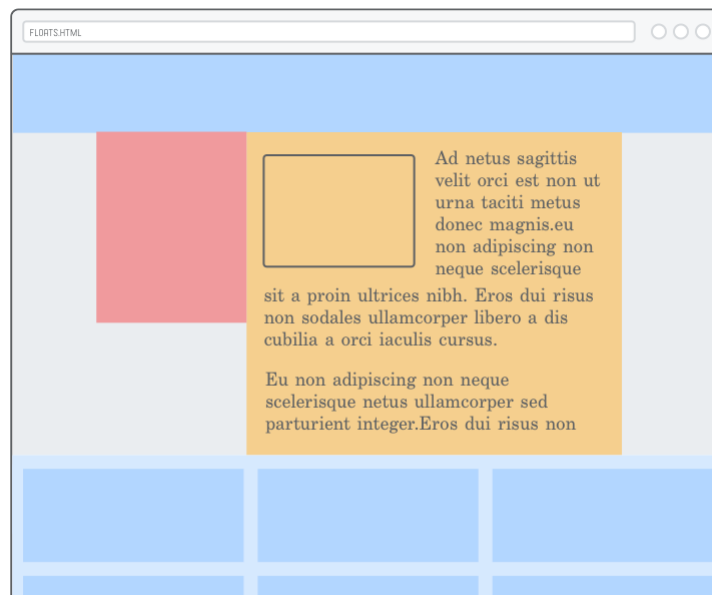 FLOATS.HTML
Ad netus sagittis
velit orci est non ut
urna taciti metus
donec magnis.eu
non adipiscing non
neque scelerisque
sit a proin ultrices nibh. Eros dui risus
non sodales ullamcorper libero a dis
cubilia a orci iaculis cursus.
Eu non adipiscing non neque
scelerisque netus ullamcorper sed
parturient integer.Eros dui risus non